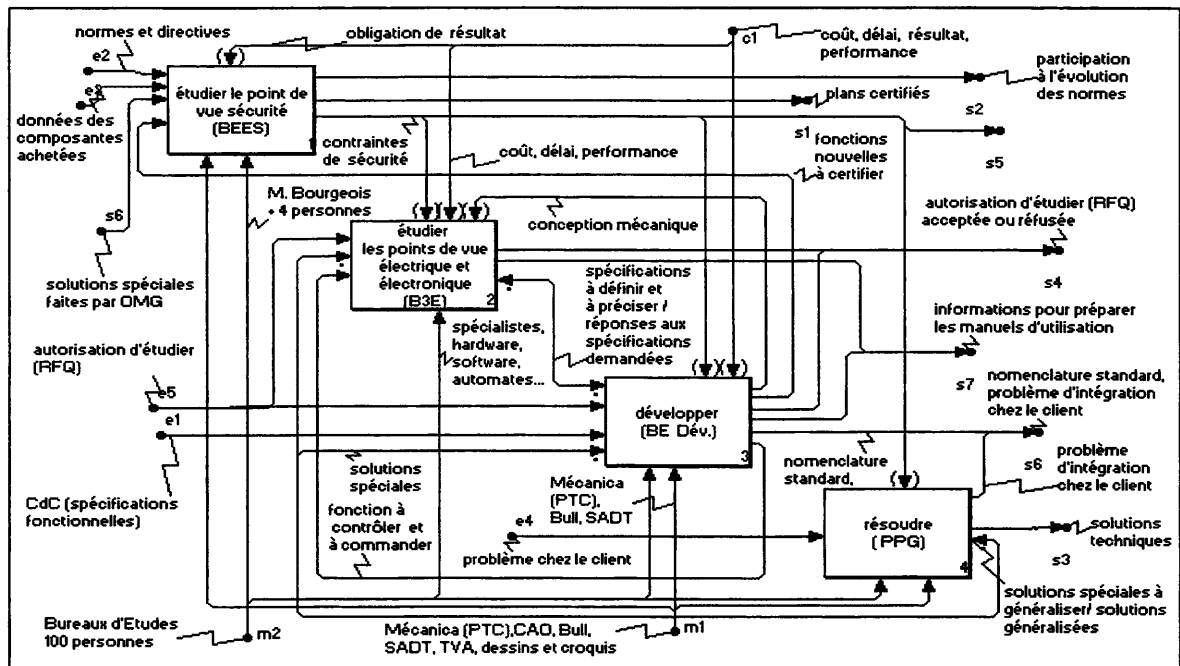 normes et directives
e2
e3
données des
composantes
achetées
s6
solutions spéciales
faites par OMG
obligation de résultat
c1
coût, délai, résultat,
performance
participation
à l'évolution
des normes
( )
étudier le point de
vue sécurité
(BEES)
1
plans certifiés
s2
s5
s1
fonctions
nouvelles
à certifier
contraintes
de sécurité
coût, délai, performance
M. Bourgeois
+ 4 personnes
conception mécanique
autorisation d'étudier (RFQ)
acceptée ou réfusée
s4
( )( )( )
étudier
les points de vue
électrique et
électronique
(B3E)
2
spécifications
à définir et
à préciser /
réponses aux
spécifications
demandées
spécialistes,
hardware,
software,
automates...
informations pour préparer
les manuels d'utilisation
s7
autorisation d'étudier
(RFQ)
e5
e1
CdC (spécifications
fonctionnelles)
( )( )
développer
(BE Dév.)
3
nomenclature standard,
problème d'intégration
chez le client
s6
problème
d'intégration
chez le client
nomenclature
standard,
solutions
spéciales
fonction à
contrôler et
à commander
Mécanica
(PTC),
Bull, SADT
e4
problème chez le client
( )
résoudre
(PPG)
4
solutions
techniques
s3
solutions spéciales à
généraliser/ solutions
généralisées
Bureaux d'Etudes
100 personnes
m2
Mécanica (PTC),CAO, Bull,
SADT, TVA, dessins et croquis
m1